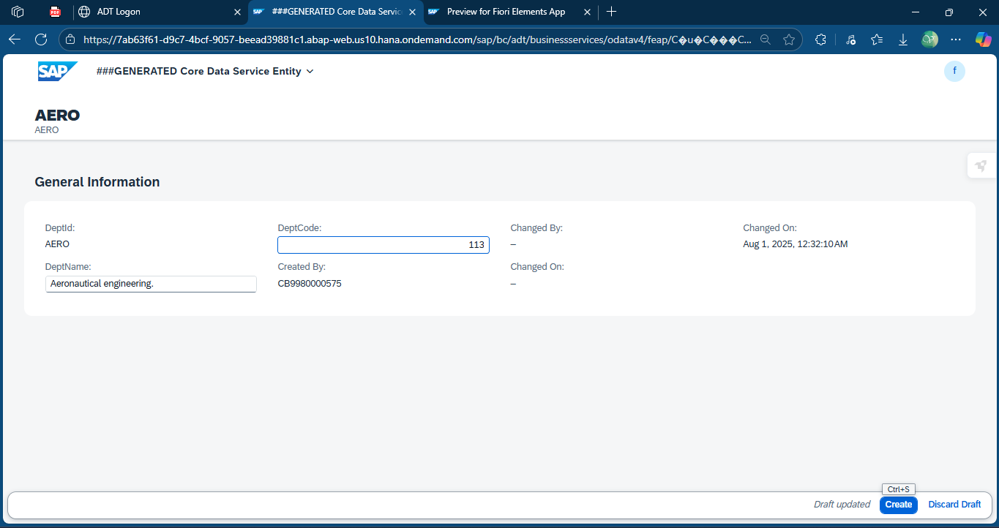 PDF
ADT Logon
SAP
###GENERATED Core Data Servic
SAP
Preview for Fiori Elements App
https://7ab63f61-d9c7-4bcf-9057-beead39881c1.abap-web.us10.hana.ondemand.com/sap/bc/adt/businessservices/odatav4/feap/C�u�C���C...
SAP
###GENERATED Core Data Service Entity
f
AERO
AERO
General Information
DeptId:
AERO
DeptCode:
113
Changed By:
–
Changed On:
Aug 1, 2025, 12:32:10 AM
DeptName:
Aeronautical engineering.
Created By:
CB9980000575
Changed On:
–
Ctrl+S
Draft updated
Create
Discard Draft